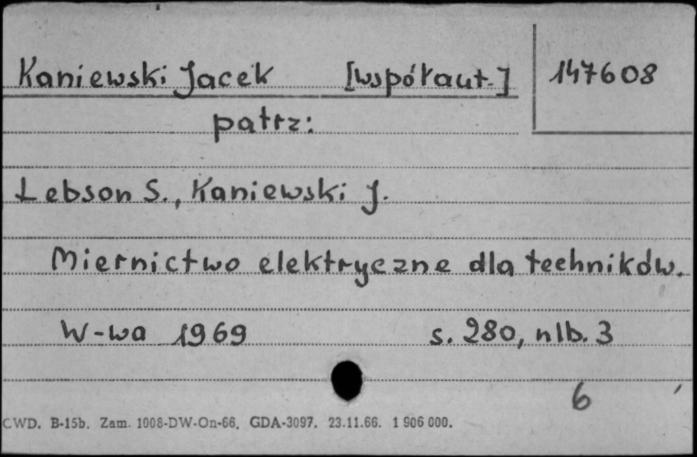 Kaniewski Jacek [współaut.] 147608
patrz:
Lebson S., Kaniewski J.
Miernictwo elektryczne dla techników.
W-wa 1969 s. 280, nlb. 3
6
CWD. B-15b. Zam. 1008-DW-On-66. GDA-3097. 23.11.66. 1 906 000.